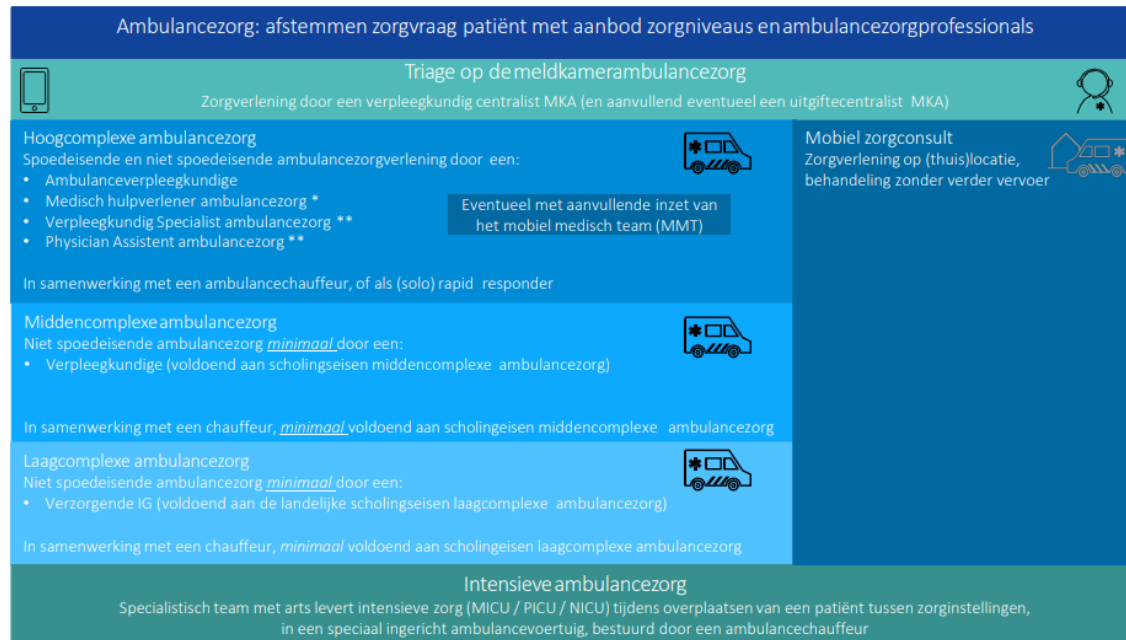 Ambulancezorg: afstemmen zorgvraag patiënt met aanbod zorgniveaus en ambulancezorgprofessionals
Triage op de meldkamer ambulancezorg
Zorgverlening door een verpleegkundig centralist MKA (en aanvullend eventueel een uitgiftecentralist MKA)
Hoogcomplexe ambulancezorg
Spoedeisende en niet spoedeisende ambulancezorgverlening door een:
• Ambulanceverpleegkundige
• Medisch hulpverlener ambulancezorg *
• Verpleegkundig Specialist ambulancezorg **
• Physician Assistent ambulancezorg **
Eventueel met aanvullende inzet van
het mobiel medisch team (MMT)
In samenwerking met een ambulancechauffeur, of als (solo) rapid responder
Mobiel zorgconsult
Zorgverlening op (thuis)locatie,
behandeling zonder verder vervoer
Middencomplexe ambulancezorg
Niet spoedeisende ambulancezorg minimaal door een:
• Verpleegkundige (voldoend aan scholingseisen middencomplexe ambulancezorg)
In samenwerking met een chauffeur, minimaal voldoend aan scholingeisen middencomplexe ambulancezorg
Laagcomplexe ambulancezorg
Niet spoedeisende ambulancezorg minimaal door een:
• Verzorgende IG (voldoend aan de landelijke scholingseisen laagcomplexe ambulancezorg)
In samenwerking met een chauffeur, minimaal voldoend aan scholingeisen laagcomplexe ambulancezorg
Intensieve ambulancezorg
Specialistisch team met arts levert intensieve zorg (MICU / PICU / NICU) tijdens overplaatsen van een patiënt tussen zorginstellingen,
in een speciaal ingericht ambulancevoertuig, bestuurd door een ambulancechauffeur